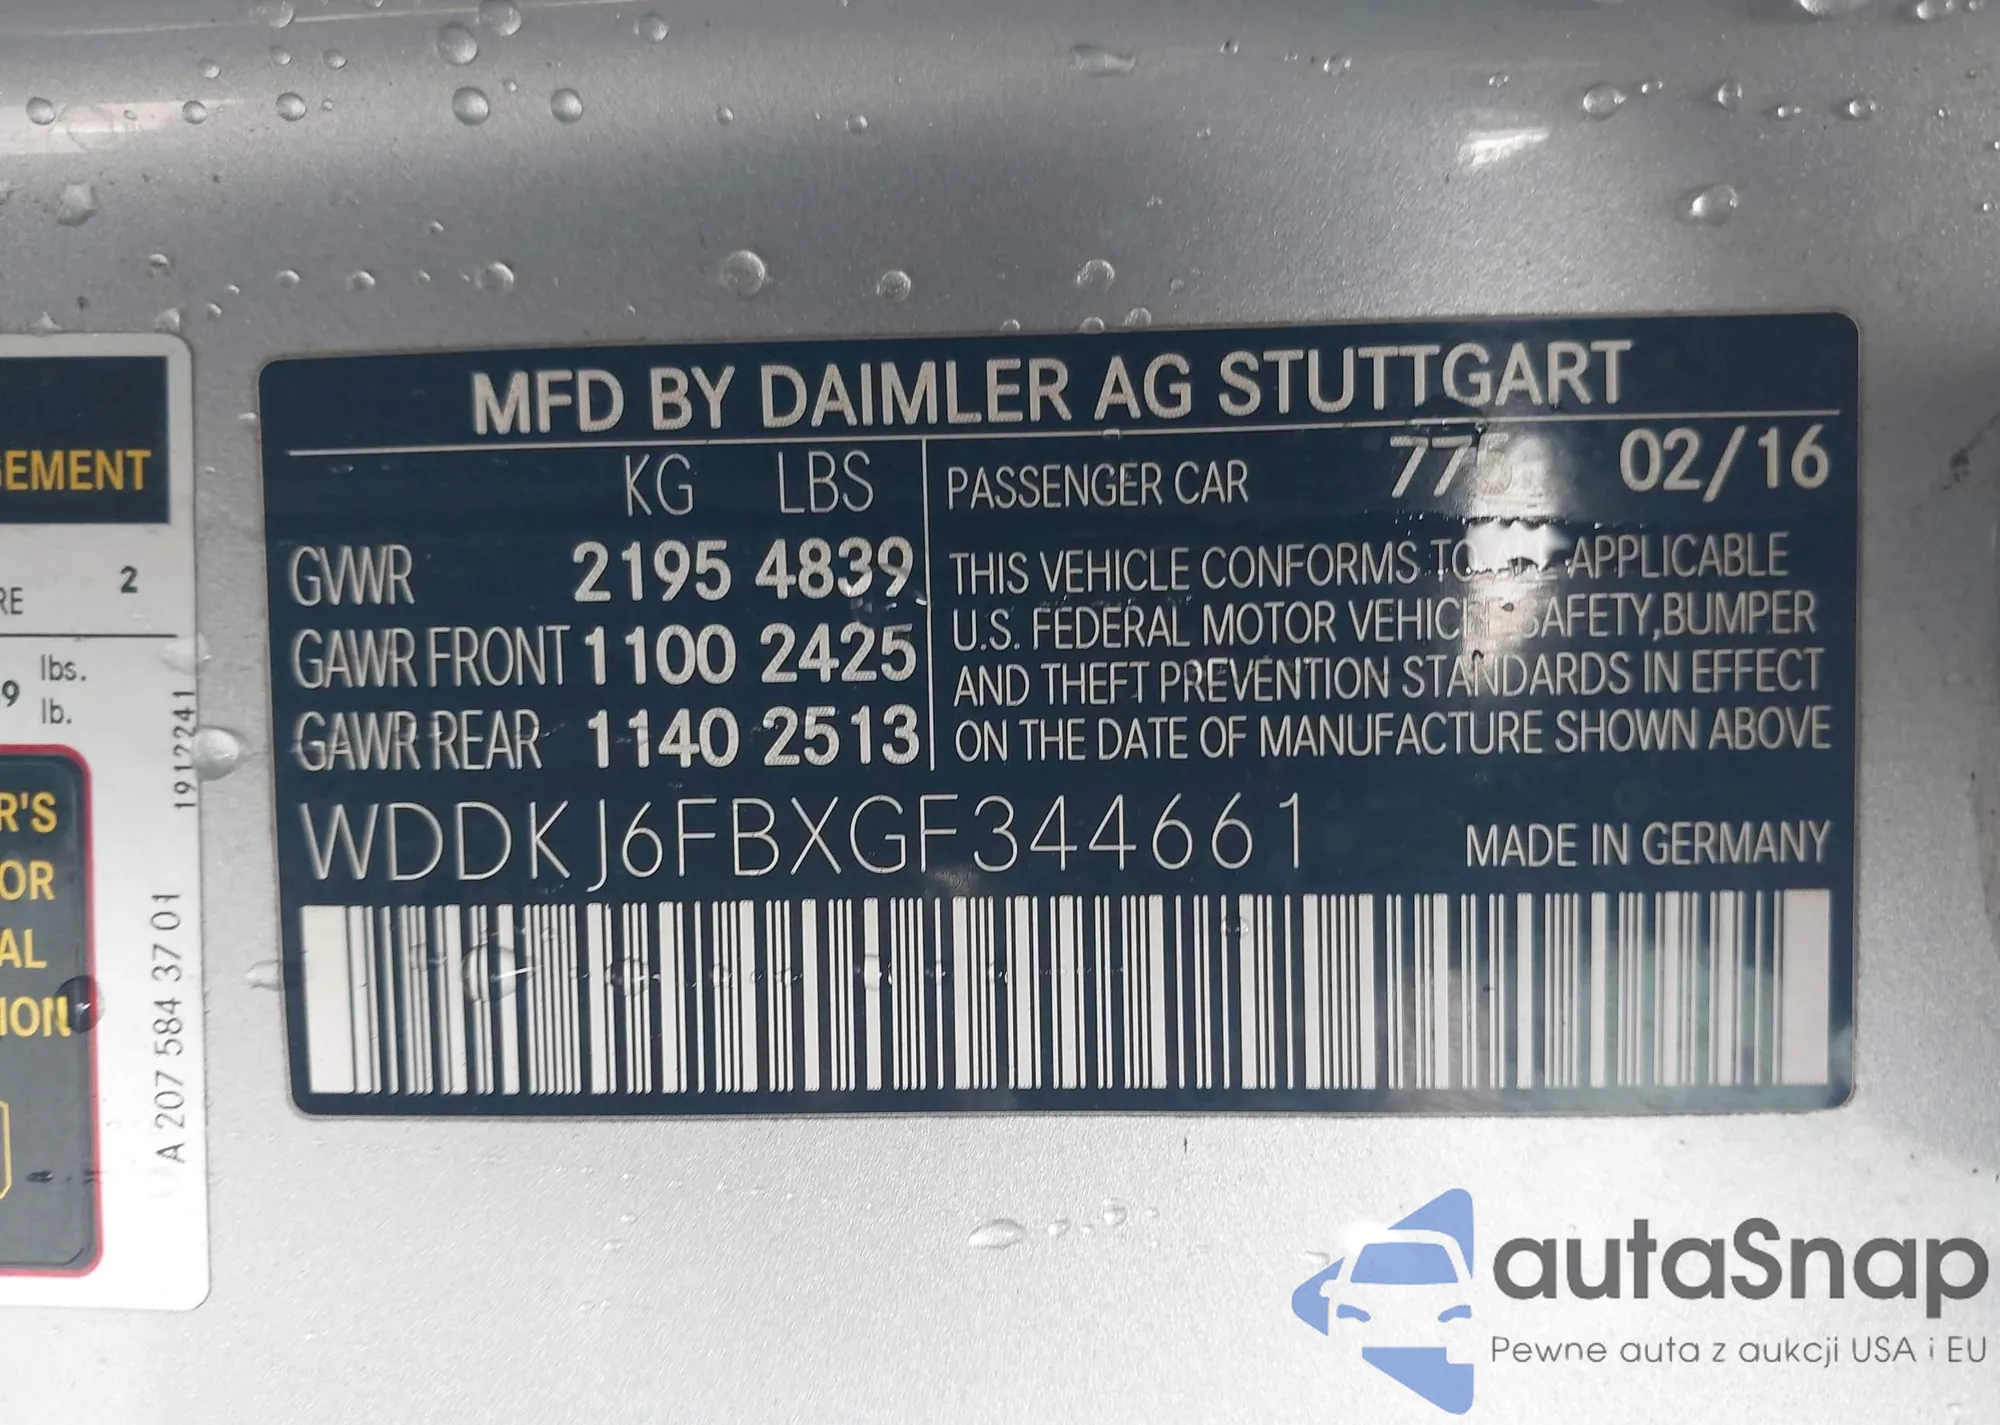 MFD BY DAIMLER AG STUTTGART
KG LBS
PASSENGER CAR 775 02/16
GVWR 2195 4839
GAWR FRONT 1100 2425
GAWR REAR 1140 2513
THIS VEHICLE CONFORMS TO ALL APPLICABLE
U.S. FEDERAL MOTOR VEHICLE SAFETY, BUMPER
AND THEFT PREVENTION STANDARDS IN EFFECT
ON THE DATE OF MANUFACTURE SHOWN ABOVE
WDDKJ6FBXGF344661
MADE IN GERMANY
GEMENT
RE 2
9 lbs.
lb.
R'S
OR
AL
ION
1912241
A 207 584 37 01
autaSnap
Pewne auta z aukcji USA i EU